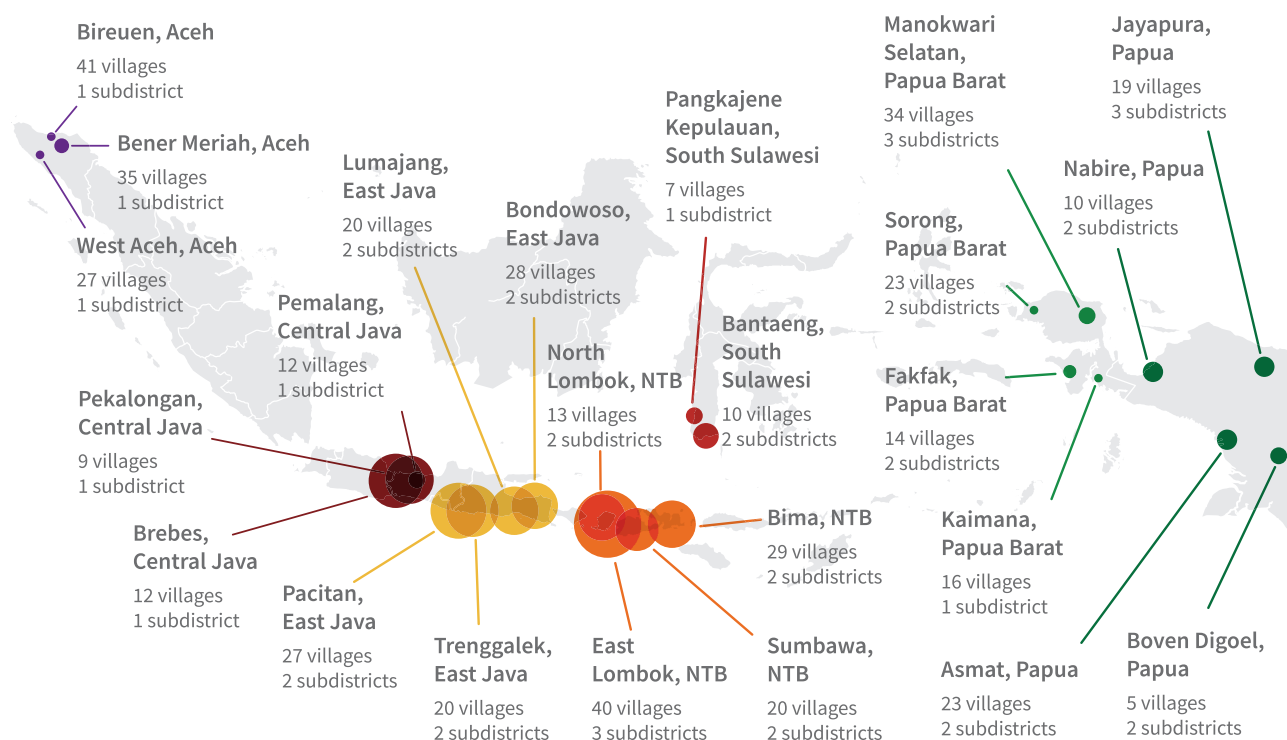 Bireuen, Aceh
41 villages
1 subdistrict
Bener Meriah, Aceh
35 villages
1 subdistrict
West Aceh, Aceh
27 villages
1 subdistrict
Lumajang,
East Java
20 villages
2 subdistricts
Bondowoso,
East Java
28 villages
2 subdistricts
Pangkajene
Kepulauan,
South Sulawesi
7 villages
1 subdistrict
Manokwari
Selatan,
Papua Barat
34 villages
3 subdistricts
Jayapura,
Papua
19 villages
3 subdistricts
Nabire, Papua
10 villages
2 subdistricts
Sorong,
Papua Barat
23 villages
2 subdistricts
Pemalang,
Central Java
12 villages
1 subdistrict
North
Lombok, NTB
13 villages
2 subdistricts
Bantaeng,
South
Sulawesi
10 villages
2 subdistricts
Fakfak,
Papua Barat
14 villages
2 subdistricts
Pekalongan,
Central Java
9 villages
1 subdistrict
Brebes,
Central Java
12 villages
1 subdistrict
Pacitan,
East Java
27 villages
2 subdistricts
Trenggalek,
East Java
20 villages
2 subdistricts
East
Lombok, NTB
40 villages
3 subdistricts
Bima, NTB
29 villages
2 subdistricts
Sumbawa,
NTB
20 villages
2 subdistricts
Kaimana,
Papua Barat
16 villages
1 subdistrict
Asmat, Papua
23 villages
2 subdistricts
Boven Digoel,
Papua
5 villages
2 subdistricts